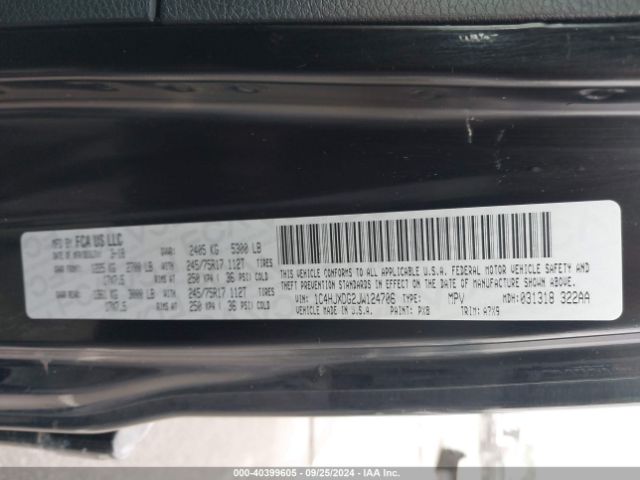 MFG BY FCA US LLC
DATE OF MFR/VEHICLE 3-18 GVWR: 2405 KG 5300 LB
GAWR FRONT: 1225 KG 2700 LB WITH 245/75R17 112T TIRES
17X7.5 RIMS AT 250 KPA / 36 PSI COLD
GAWR REAR: 1361 KG 3000 LB WITH 245/75R17 112T TIRES
17X7.5 RIMS AT 250 KPA / 36 PSI COLD
THIS VEHICLE CONFORMS TO ALL APPLICABLE U.S.A. FEDERAL MOTOR VEHICLE SAFETY, BUMPER AND THEFT
PREVENTION STANDARDS IN EFFECT ON THE DATE OF MANUFACTURE SHOWN ABOVE.
VIN: 1C4HJXDG2JW124706 TYPE: MPV MDH: 031318 322AA
VEHICLE MADE IN U.S.A. PAINT: PXB TRIM: A7X9
000-40399605 - 09/25/2024 - IAA Inc.